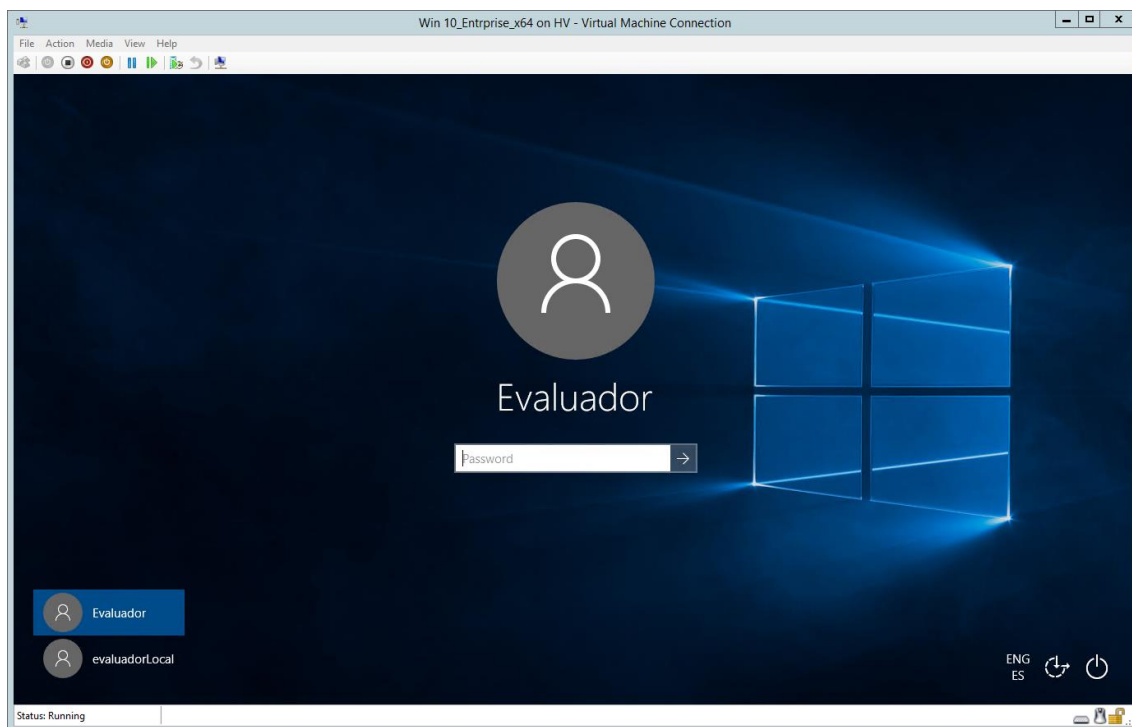 Win 10_Entrprise_x64 on HV - Virtual Machine Connection
File Action Media View Help
Evaluador
Password
Evaluador
evaluadorLocal
ENG
ES
Status: Running